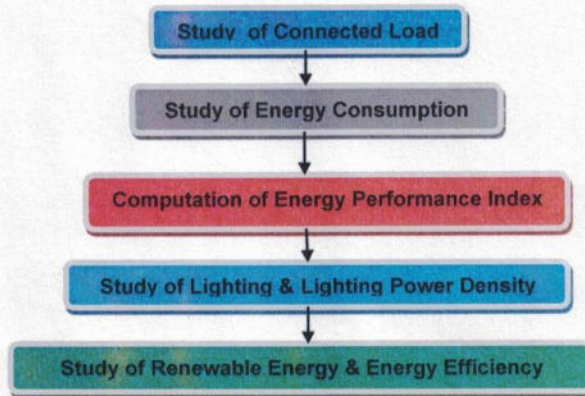 Study of Connected Load
Study of Energy Consumption
Computation of Energy Performance Index
Study of Lighting & Lighting Power Density
Study of Renewable Energy & Energy Efficiency